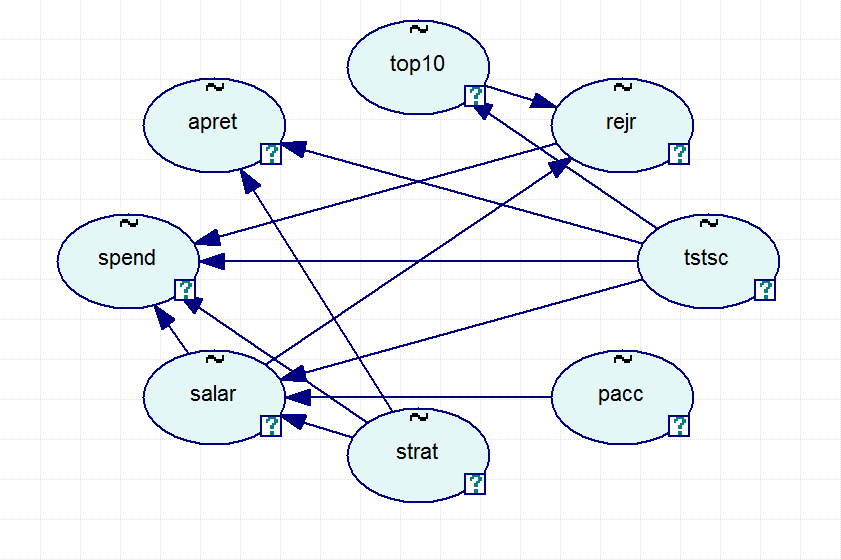 ~
top10
?
~
apret
?
~
rejr
?
~
spend
?
~
tstsc
?
~
salar
?
~
pacc
?
~
strat
?